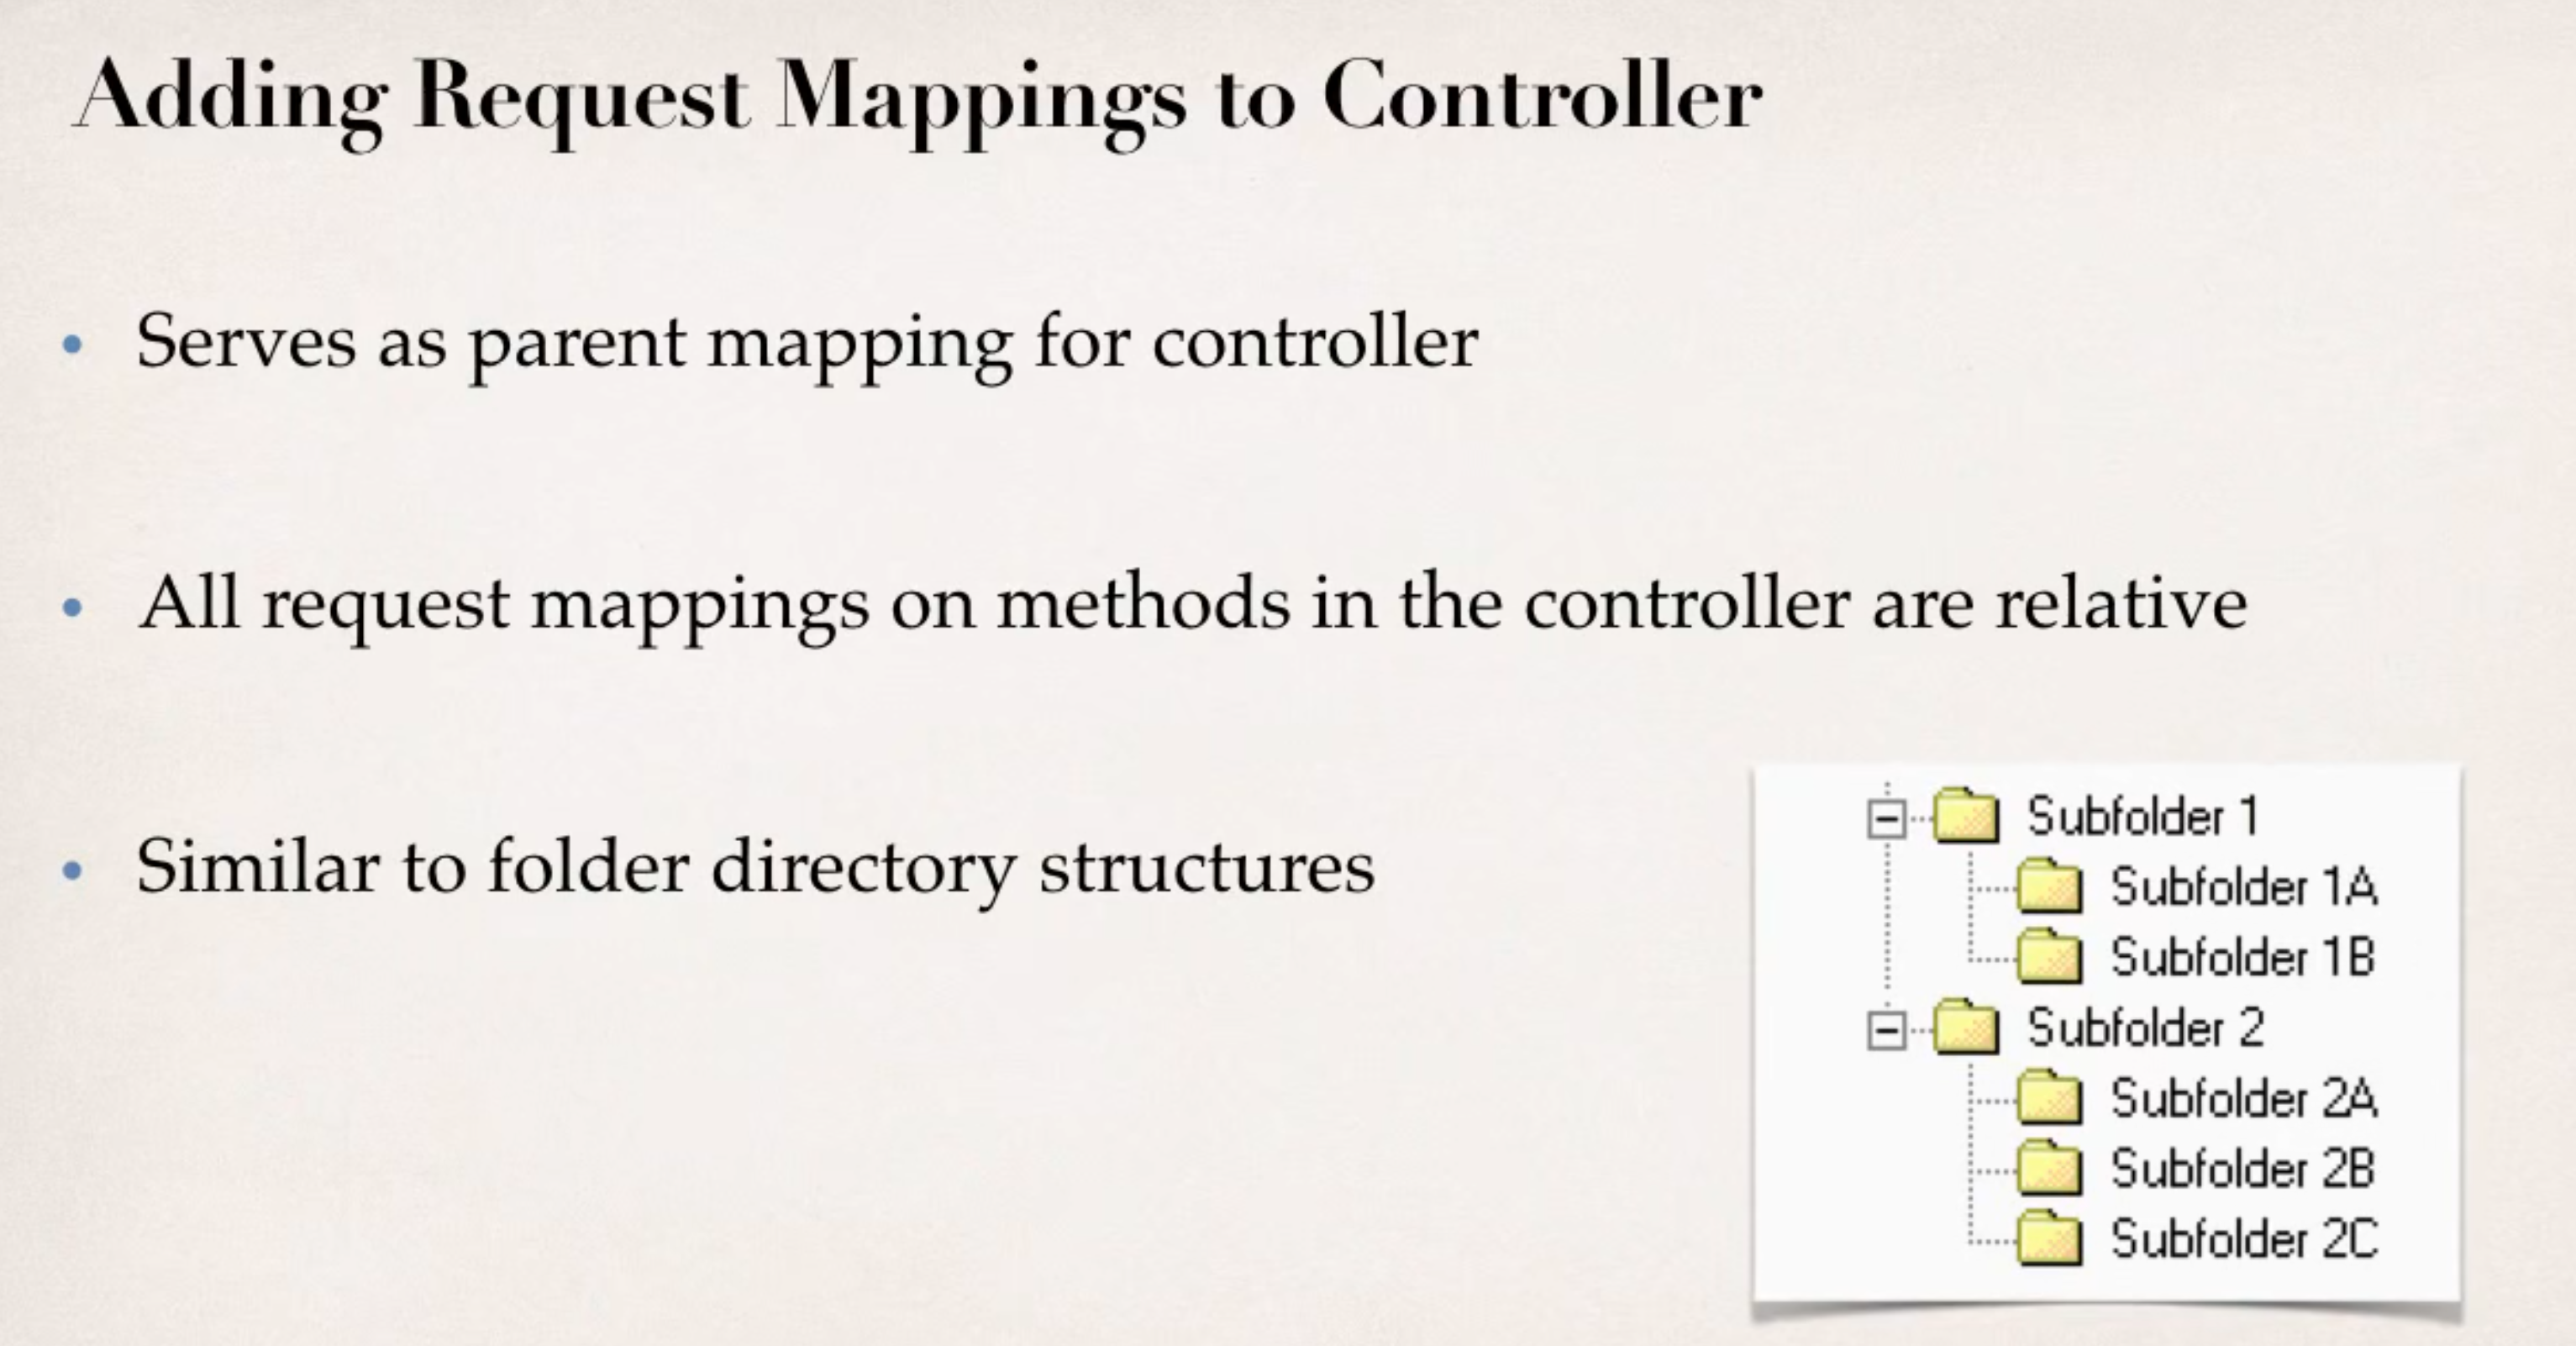 Adding Request Mappings to Controller
• Serves as parent mapping for controller
• All request mappings on methods in the controller are relative
• Similar to folder directory structures
Subfolder 1
Subfolder 1A
Subfolder 1B
Subfolder 2
Subfolder 2A
Subfolder 2B
Subfolder 2C